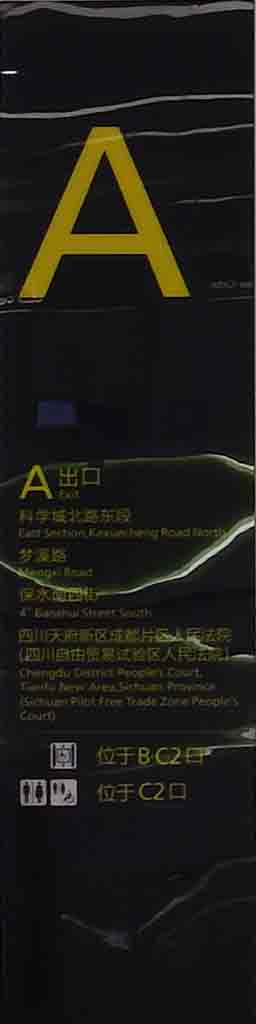 A
A 出口
Exit
科学城北路东段
East Section, Kexuecheng Road North
梦溪路
Mengxi Road
保水南四街
4th Baoshui Street South
四川天府新区成都片区人民法院
(四川自由贸易试验区人民法院)
Chengdu District People's Court,
Tianfu New Area, Sichuan Province
(Sichuan Pilot Free Trade Zone People's
Court)
位于B C2口
位于C2口